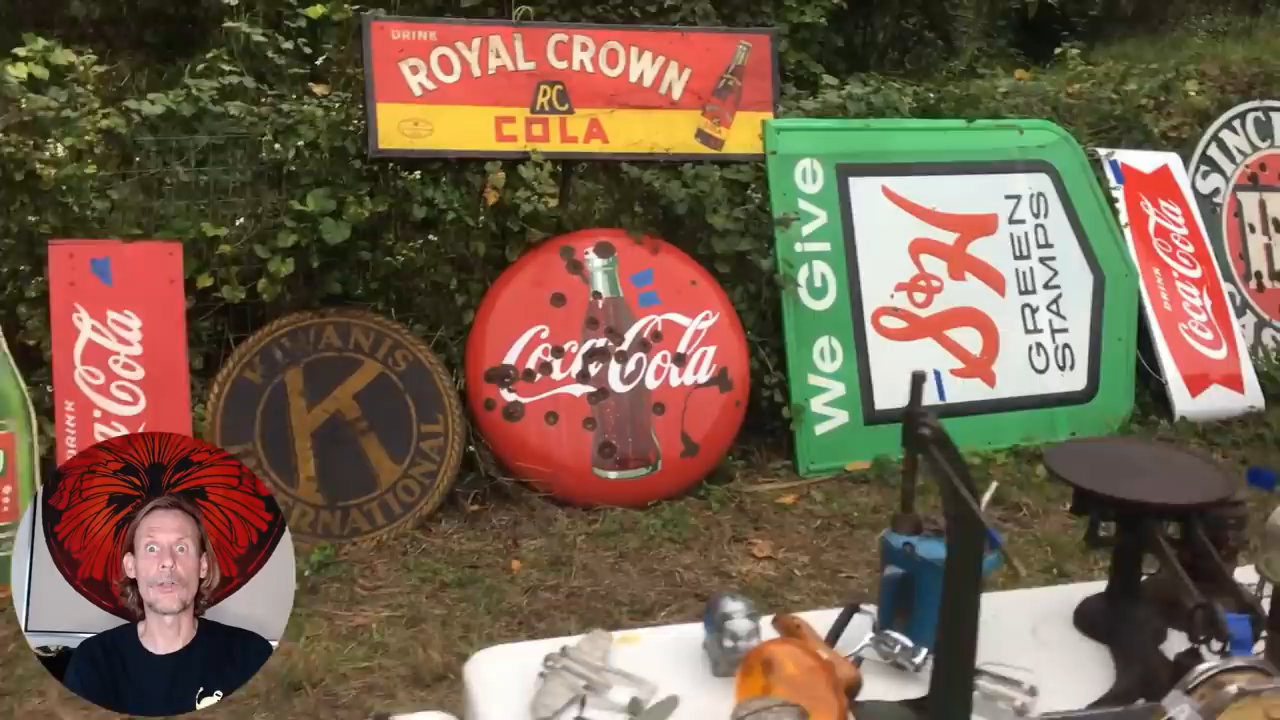 DRINK
ROYAL CROWN
RC
COLA
DRINK
Coca-Cola
KIWANIS
K
INTERNATIONAL
Coca-Cola
We Give
S&H
GREEN
STAMPS
DRINK
Coca-Cola